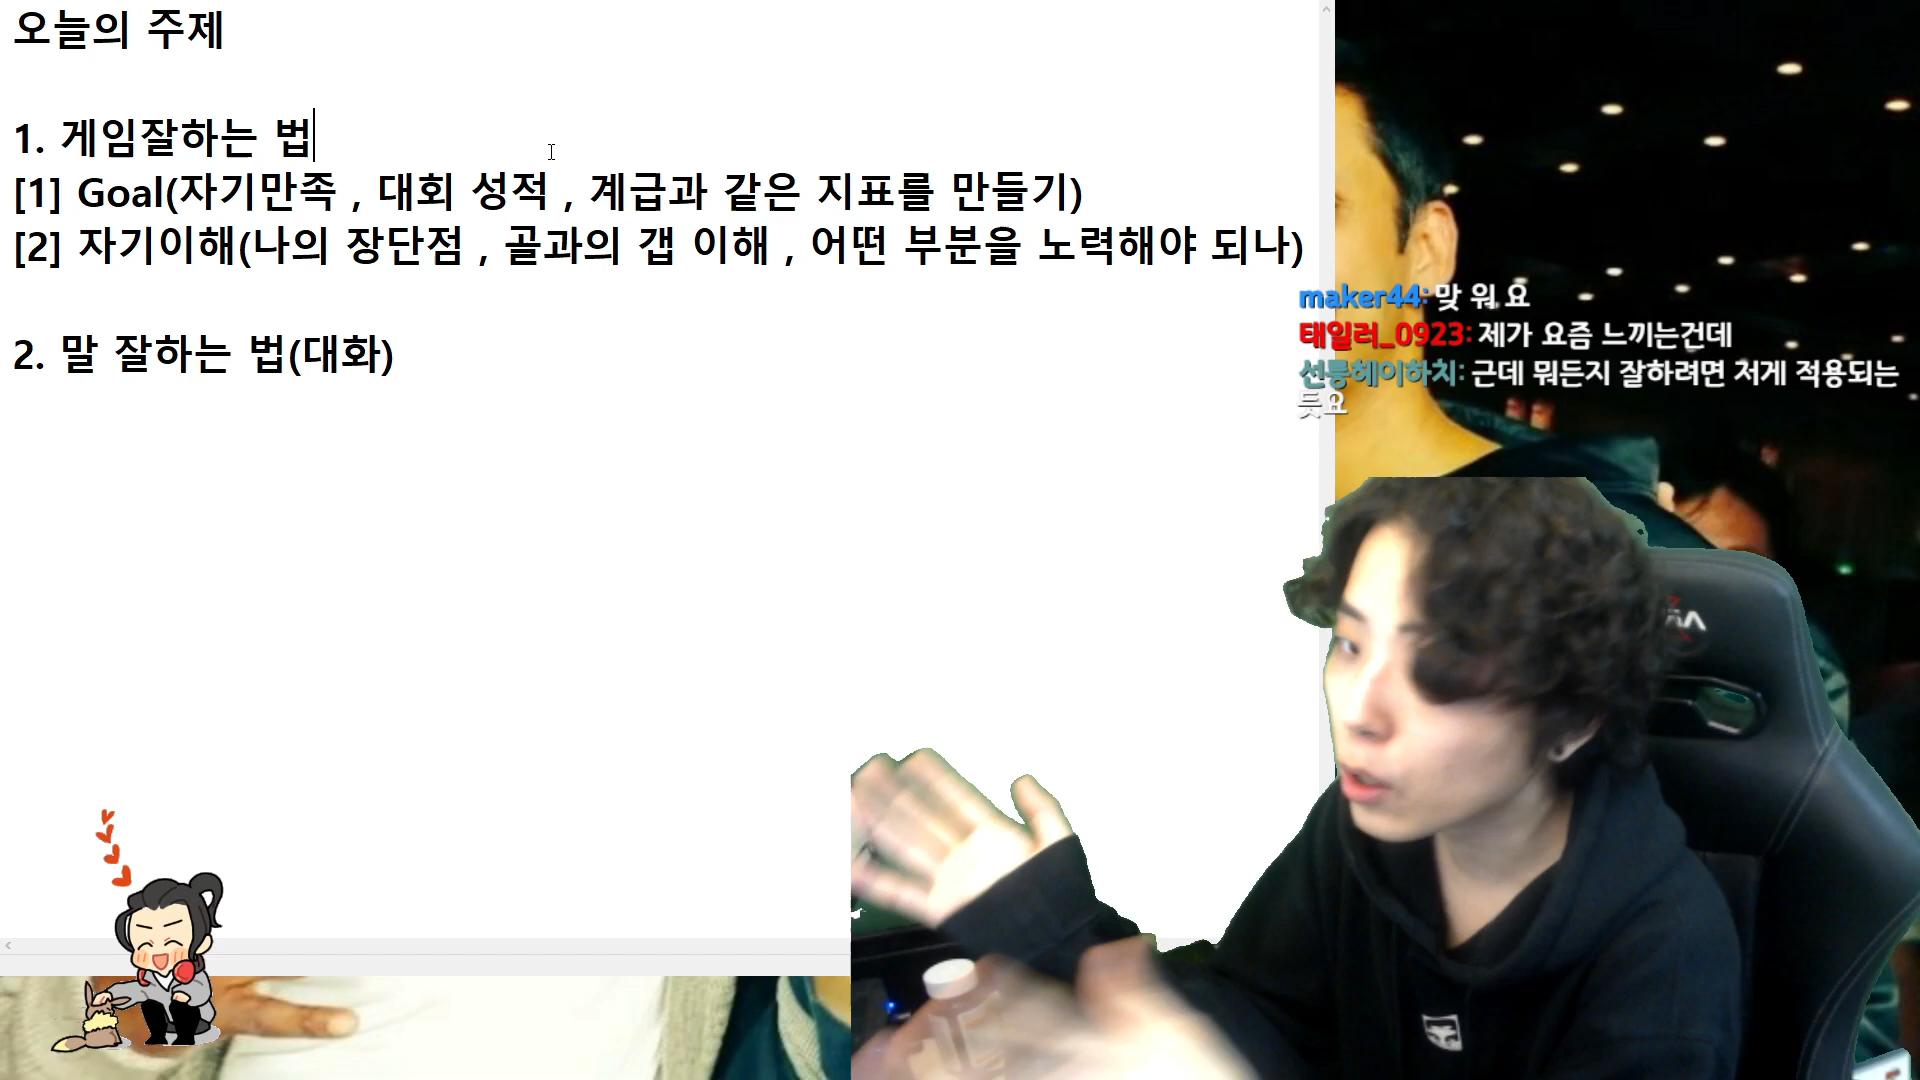 오늘의 주제
1. 게임잘하는 법
[1] Goal(자기만족 , 대회 성적 , 계급과 같은 지표를 만들기)
[2] 자기이해(나의 장단점 , 골과의 갭 이해 , 어떤 부분을 노력해야 되나)
2. 말 잘하는 법(대화)
maker44: 맞 워 요
태일러_0923: 제가 요즘 느끼는건데
선릉헤이하치: 근데 뭐든지 잘하려면 저게 적용되는
듯요